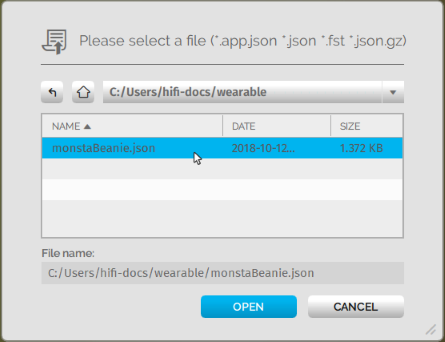 Please select a file (*.app.json *.json *.fst *.json.gz)
C:/Users/hifi-docs/wearable
NAME DATE SIZE
monstaBeanie.json 2018-10-12... 1.372 KB
File name:
C:/Users/hifi-docs/wearable/monstaBeanie.json
OPEN CANCEL